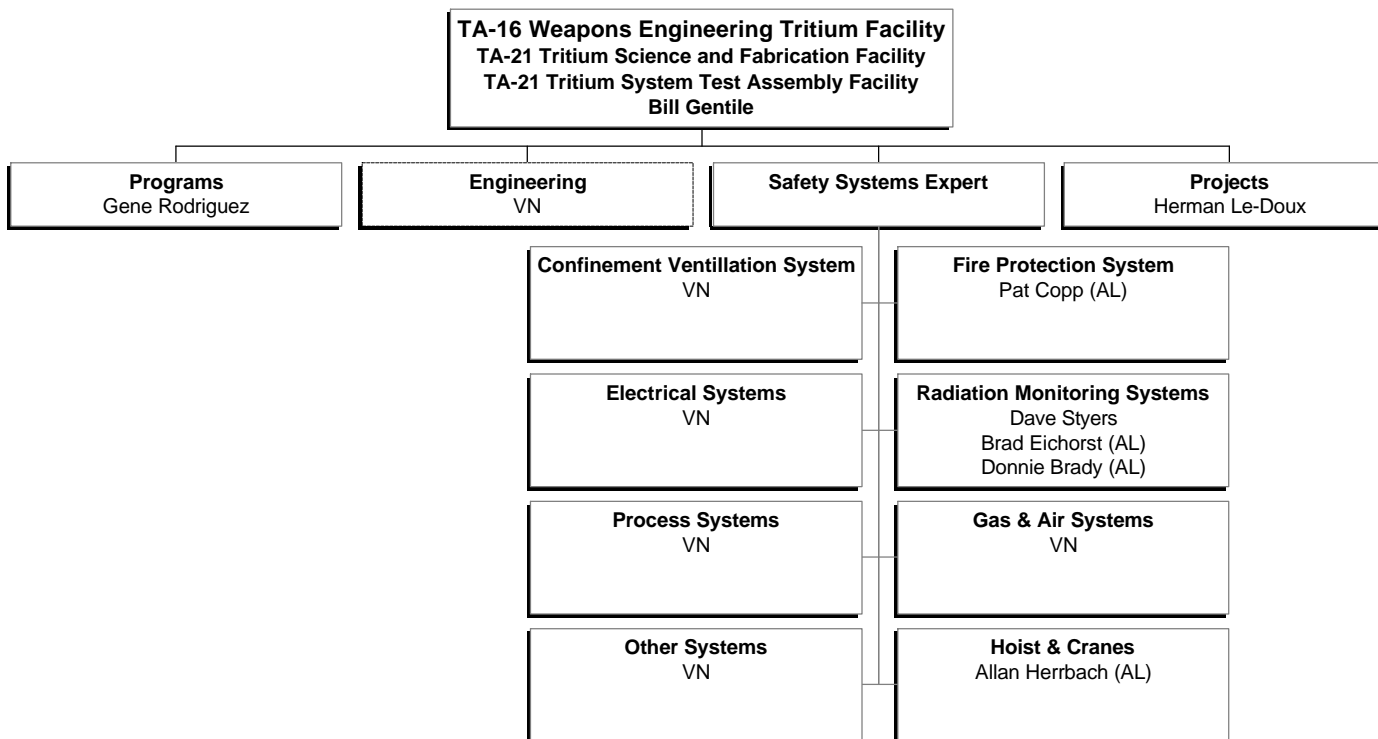 TA-16 Weapons Engineering Tritium Facility
TA-21 Tritium Science and Fabrication Facility
TA-21 Tritium System Test Assembly Facility
Bill Gentile
Programs
Gene Rodriguez
Engineering
VN
Safety Systems Expert
Projects
Herman Le-Doux
Confinement Ventillation System
VN
Fire Protection System
Pat Copp (AL)
Electrical Systems
VN
Radiation Monitoring Systems
Dave Styers
Brad Eichorst (AL)
Donnie Brady (AL)
Process Systems
VN
Gas & Air Systems
VN
Other Systems
VN
Hoist & Cranes
Allan Herrbach (AL)